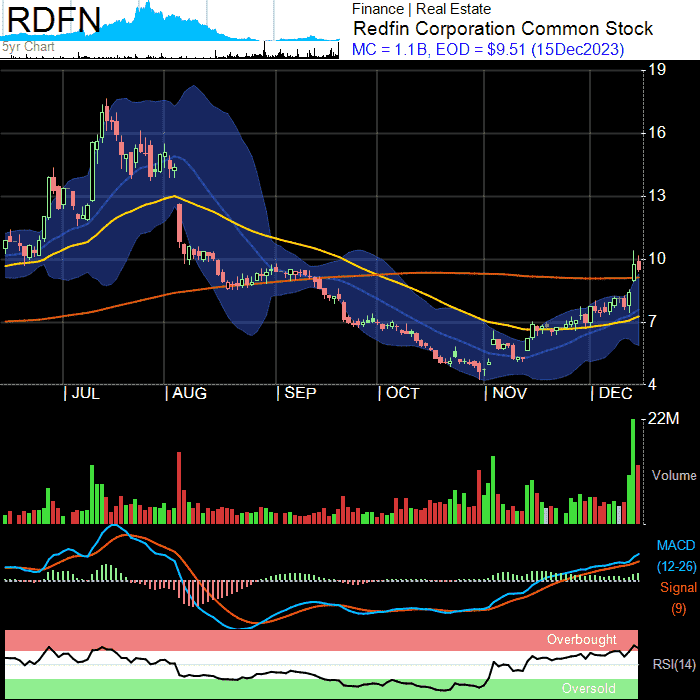 RDFN
5yr Chart
Finance | Real Estate
Redfin Corporation Common Stock
MC = 1.1B, EOD = $9.51 (15Dec2023)
19
16
13
10
7
4
| JUL | AUG | SEP | OCT | NOV | DEC
22M
Volume
MACD
(12-26)
Signal
(9)
Overbought
RSI(14)
Oversold